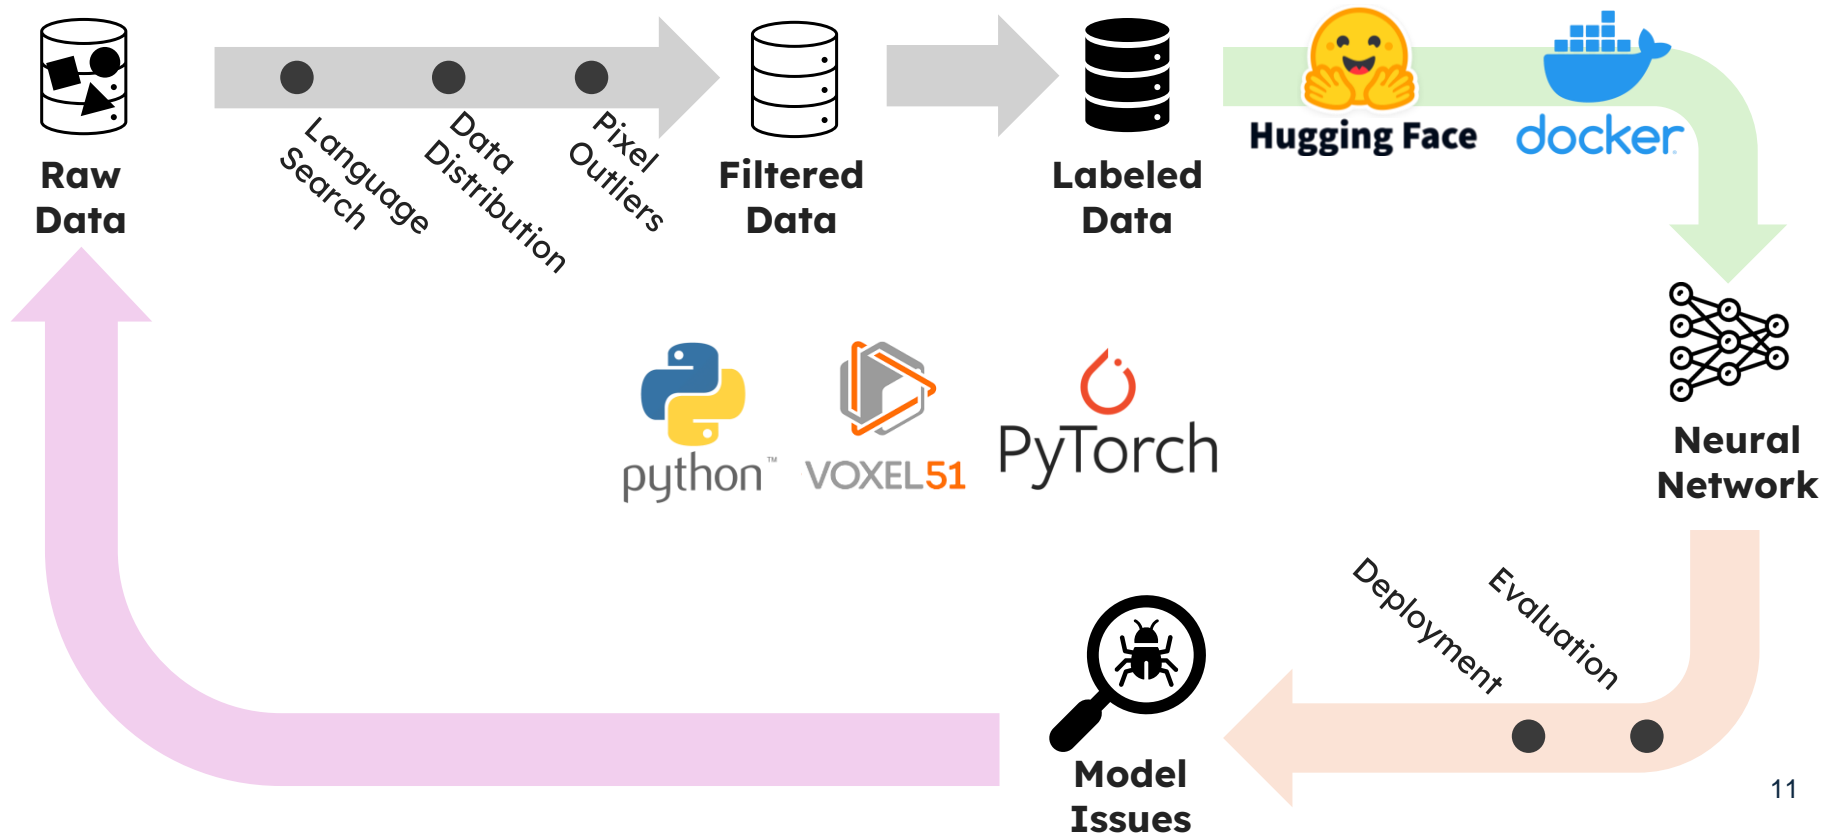 Raw
Data
Language
Search
Data
Distribution
Pixel
Outliers
Filtered
Data
Labeled
Data
Hugging Face
docker
Neural
Network
python™
VOXEL51
PyTorch
Deployment
Evaluation
Model
Issues
11